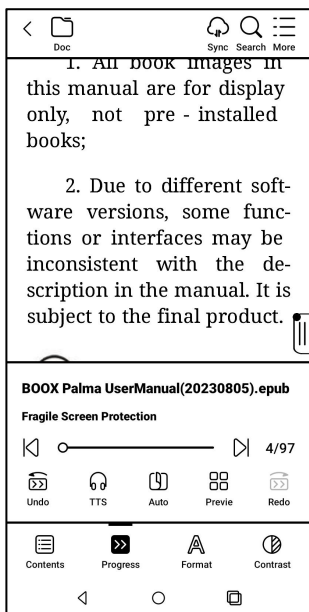 Doc
Sync Search More
1. All book images in
this manual are for display
only, not pre - installed
books;
2. Due to different soft-
ware versions, some func-
tions or interfaces may be
inconsistent with the de-
scription in the manual. It is
subject to the final product.
BOOX Palma UserManual(20230805).epub
Fragile Screen Protection
4/97
Undo TTS Auto Previe Redo
Contents Progress Format Contrast